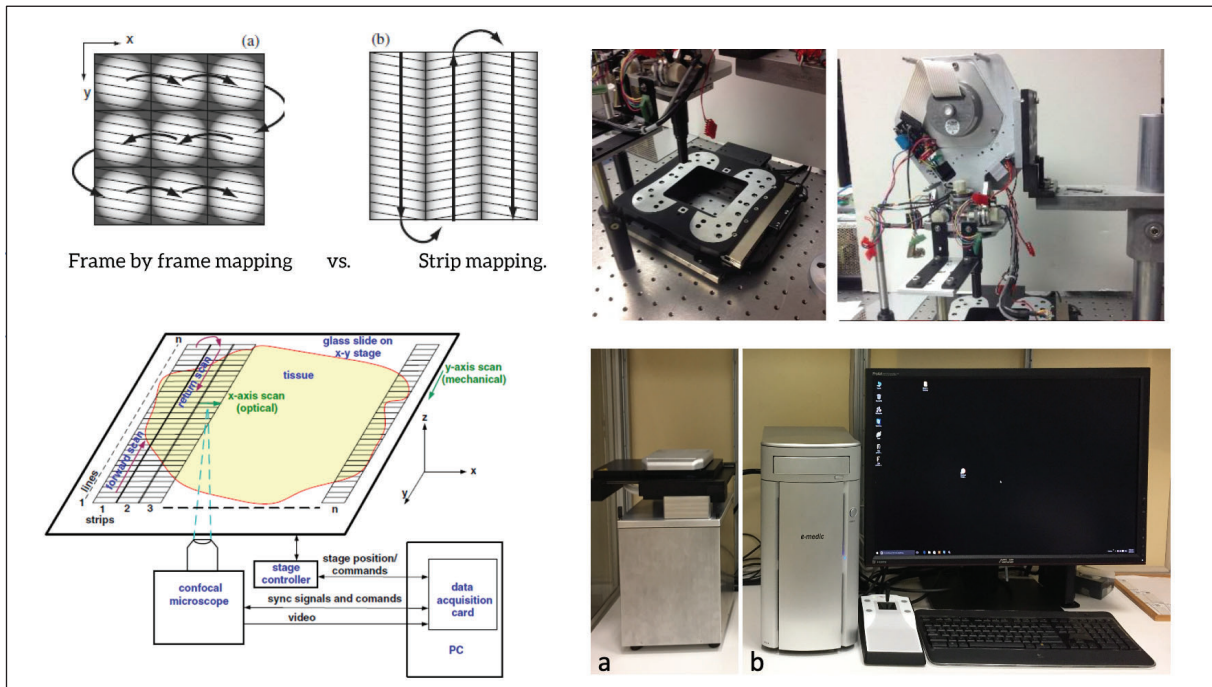 (a)
x
y
(b)
Frame by frame mapping vs. Strip mapping.
n
glass slide on
x-y stage
return scan
tissue
y-axis scan
(mechanical)
x-axis scan
(optical)
z
x
y
forward scan
lines
1
1 2 3 n
strips
stage
controller
stage position/
commands
confocal
microscope
sync signals and comands
video
data
acquisition
card
PC
e-medic
a
b